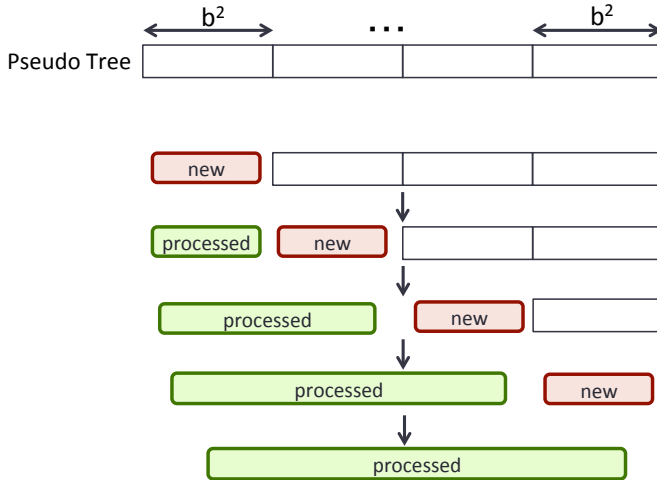 b² ... b²
Pseudo Tree
new
processed new
processed new
processed new
processed